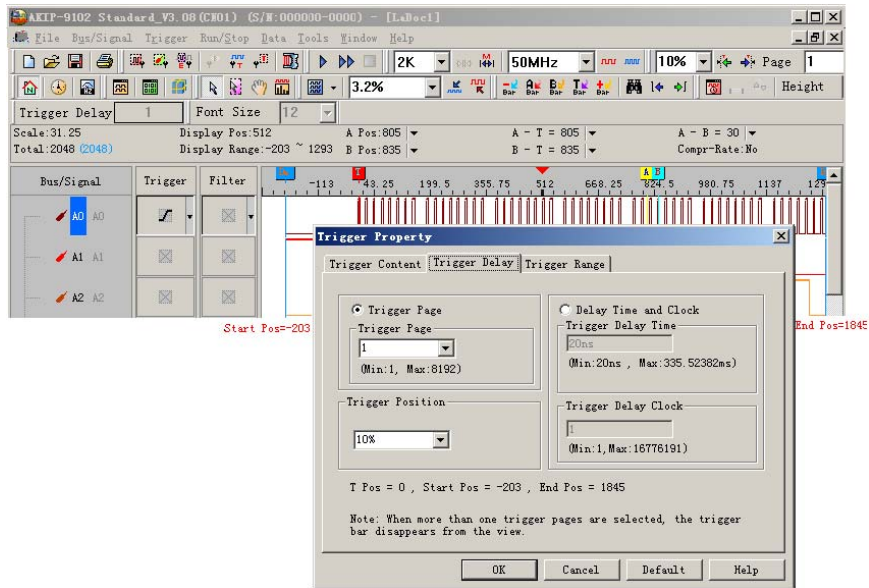 AKIP-9102 Standard_V3.08(CN01) (S/N:000000-0000) - [LaDoc1]
File Bus/Signal Trigger Run/Stop Data Tools Window Help
2K 50MHz 10% Page 1
3.2% Bar Bar Bar Bar Bar Height
Trigger Delay 1 Font Size 12
Scale:31.25 Display Pos:512 A Pos:805 A - T = 805 A - B = 30
Total:2048 (2048) Display Range:-203 ~ 1293 B Pos:835 B - T = 835 Compr-Rate:No
Bus/Signal Trigger Filter T A B
-113 43.25 199.5 355.75 512 668.25 824.5 980.75 1137 129
A0 A0
A1 A1
A2 A2
Start Pos=-203
End Pos=1845
Trigger Property
Trigger Content Trigger Delay Trigger Range
Trigger Page
Trigger Page
1
(Min:1, Max:8192)
Trigger Position
10%
Delay Time and Clock
Trigger Delay Time
20ns
(Min:20ns , Max:335.52382ms)
Trigger Delay Clock
1
(Min:1,Max:16776191)
T Pos = 0 , Start Pos = -203 , End Pos = 1845
Note: When more than one trigger pages are selected, the trigger
bar disappears from the view.
OK Cancel Default Help